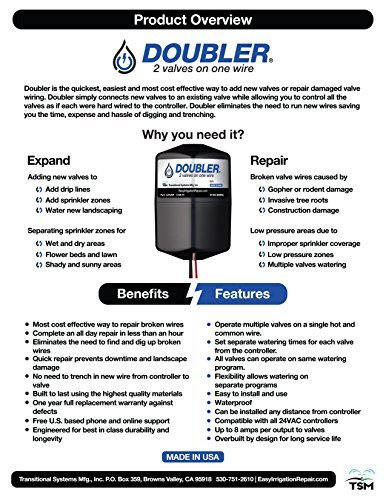 Product Overview
DOUBLER®
2 valves on one wire
Doubler is the quickest, easiest and most cost effective way to add new valves or repair damaged valve
wiring. Doubler simply connects new valves to an existing valve while allowing you to control all the
valves as if each were hard wired to the controller. Doubler eliminates the need to run new wires saving
you the time, expense and hassle of digging and trenching.
Why you need it?
Expand
Adding new valves to
Add drip lines
Add sprinkler zones
Water new landscaping
Separating sprinkler zones for
Wet and dry areas
Flower beds and lawn
Shady and sunny areas
DOUBLER
2 valves on one wire
Transitional Systems Mfg., Inc
EasyIrrigationRepair.com
Repair
Broken valve wires caused by
Gopher or rodent damage
Invasive tree roots
Construction damage
Low pressure areas due to
Improper sprinkler coverage
Low pressure zones
Multiple valves watering
Benefits
Features
• Most cost effective way to repair broken wires
• Complete an all day repair in less than an hour
• Eliminates the need to find and dig up broken
wires
• Quick repair prevents downtime and landscape
damage
• No need to trench in new wire from controller to
valve
• Built to last using the highest quality materials
• One year full replacement warranty against
defects
• Free U.S. based phone and online support
• Engineered for best in class durability and
longevity
• Operate multiple valves on a single hot and
common wire.
• Set separate watering times for each valve
from the controller.
• All valves can operate on same watering
program.
• Flexibility allows watering on
separate programs
• Easy to install and use
• Waterproof
• Can be installed any distance from controller
• Compatible with all 24VAC controllers
• Up to 8 amps per output to valves
• Overbuilt by design for long service life
MADE IN USA
Transitional Systems Mfg., Inc. P.O. Box 359, Browns Valley, CA 95918 530-751-2610 EasyIrrigationRepair.com
TSM